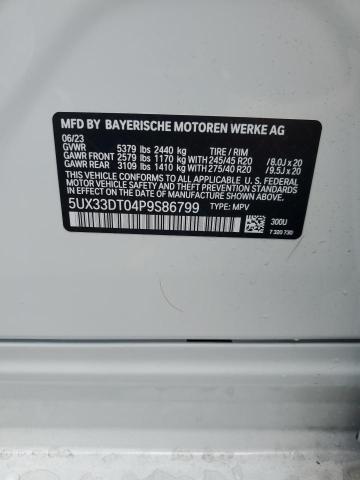 MFD BY BAYERISCHE MOTOREN WERKE AG
06/23
GVWR 5379 lbs 2440 kg TIRE / RIM
GAWR FRONT 2579 lbs 1170 kg WITH 245/45 R20 /8.0J x 20
GAWR REAR 3109 lbs 1410 kg WITH 275/40 R20 /9.5J x 20
THIS VEHICLE CONFORMS TO ALL APPLICABLE U.S. FEDERAL
MOTOR VEHICLE SAFETY STANDARDS IN EFFECT ON
THE DATE OF MANUFACTURE SHOWN ABOVE.
5UX33DT04P9S86799 TYPE: MPV
300U
7 320 730